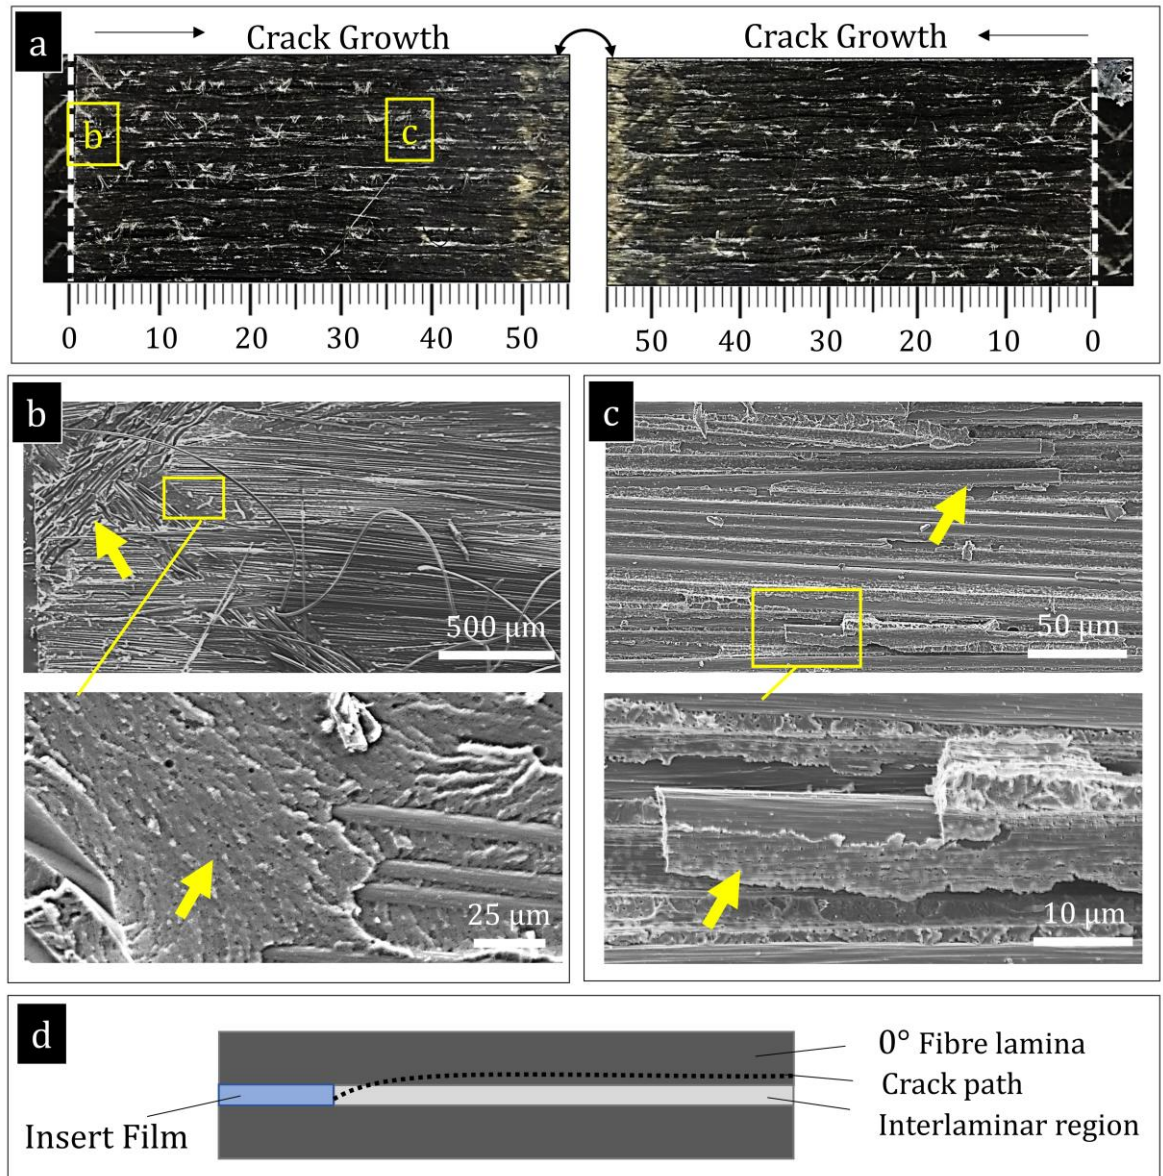 a
Crack Growth
Crack Growth
b
c
0 10 20 30 40 50
50 40 30 20 10 0
b
500 µm
25 µm
c
50 µm
10 µm
d
0° Fibre lamina
Crack path
Interlaminar region
Insert Film